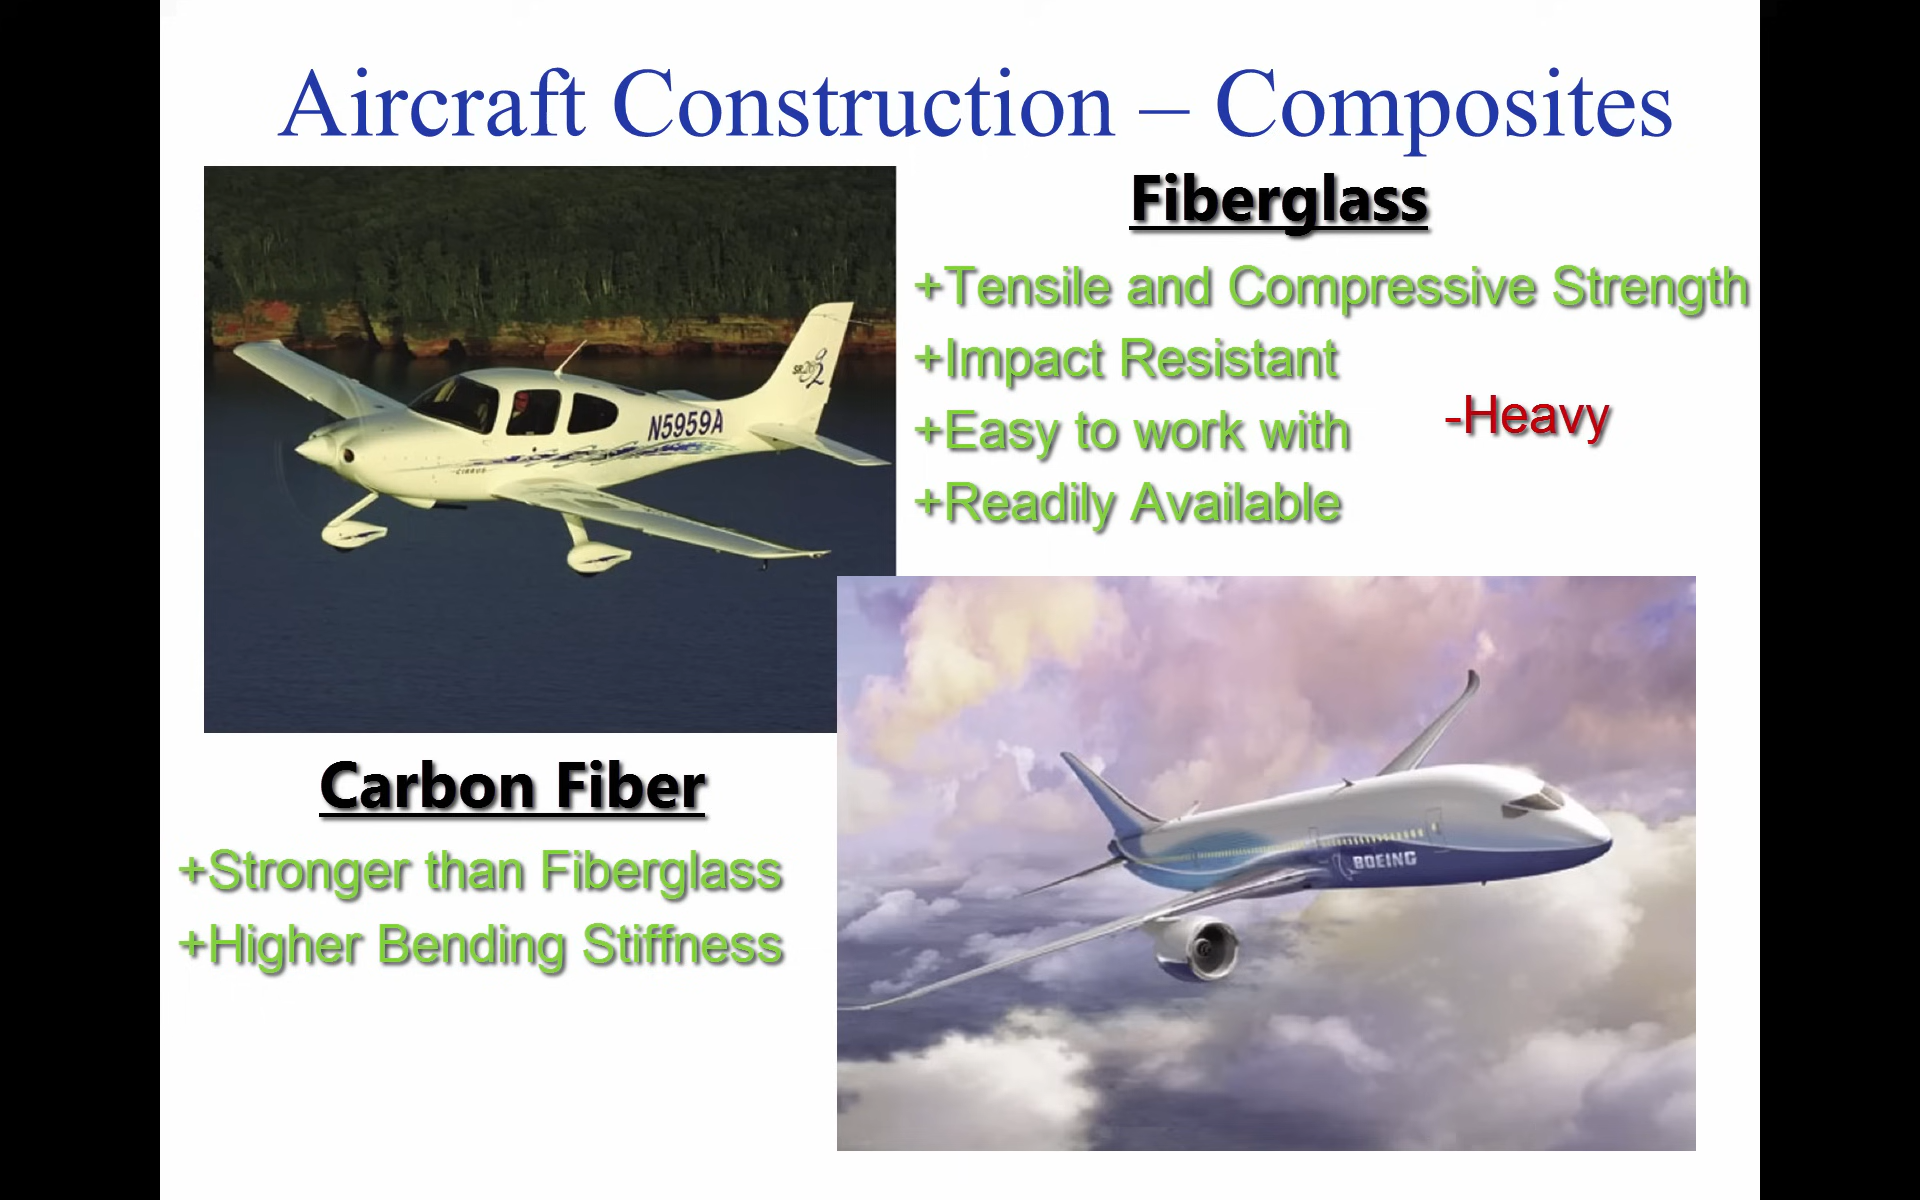 Aircraft Construction – Composites
Fiberglass
+Tensile and Compressive Strength
+Impact Resistant
+Easy to work with
-Heavy
+Readily Available
N5959A
CIRRUS
BOEING
Carbon Fiber
+Stronger than Fiberglass
+Higher Bending Stiffness